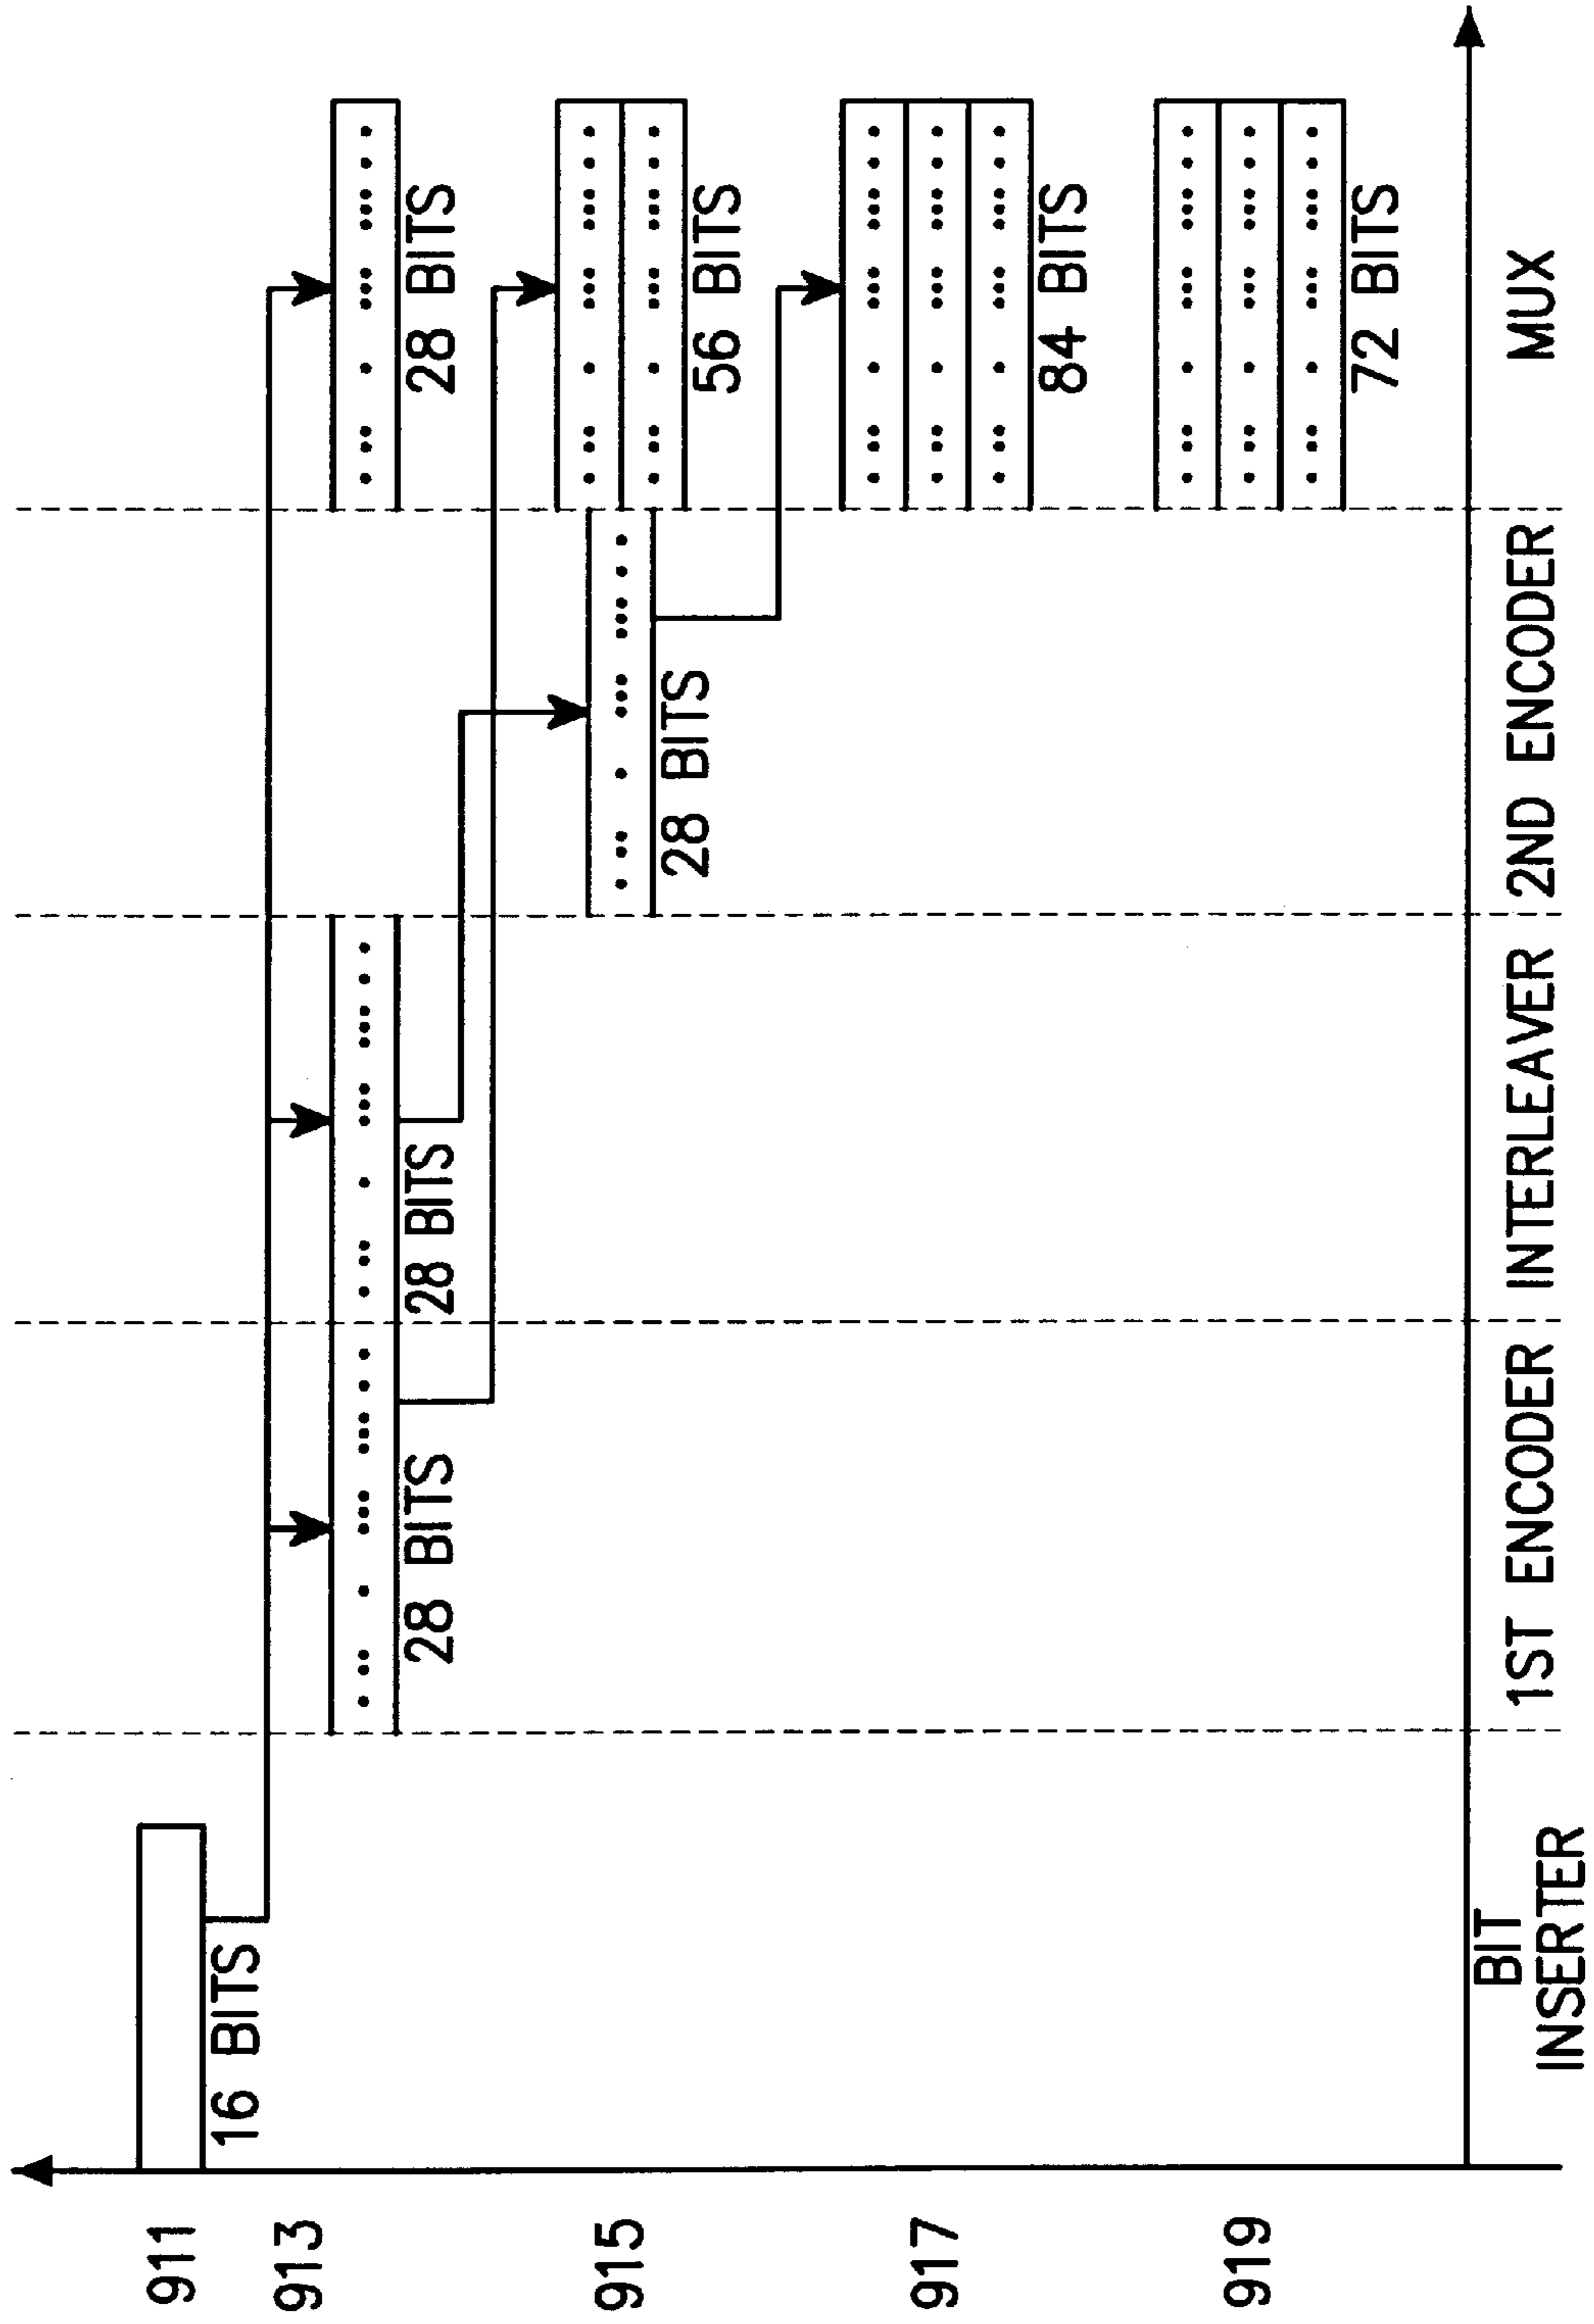 911
16 BITS
913
28 BITS
28 BITS
28 BITS
915
28 BITS
56 BITS
917
84 BITS
919
72 BITS
BIT
INSERTER
1ST ENCODER
INTERLEAVER
2ND ENCODER
MUX